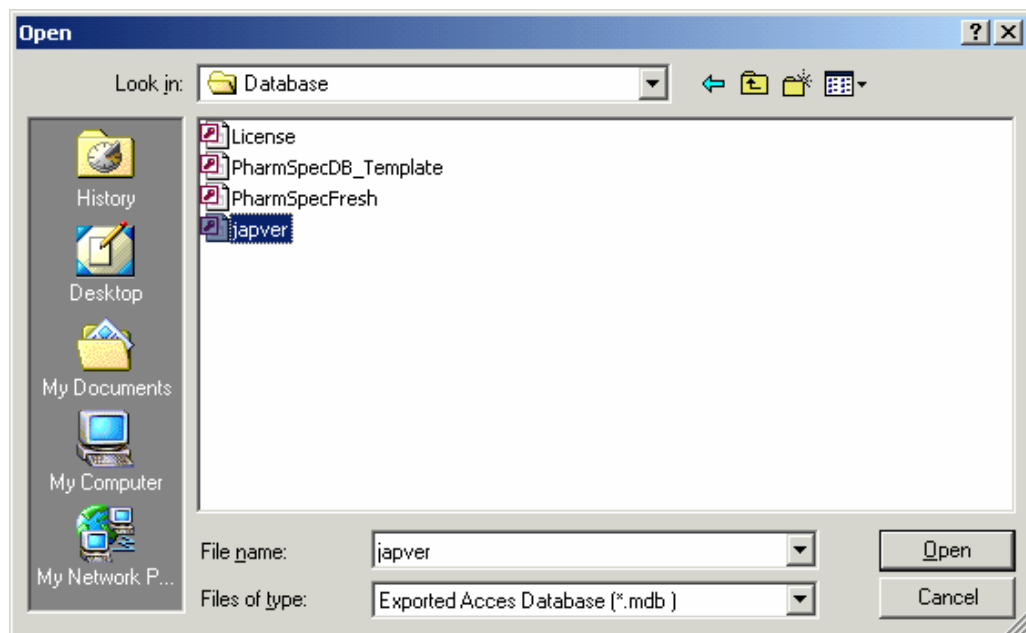 Open
Look in: Database
License
PharmSpecDB_Template
PharmSpecFresh
japver
History
Desktop
My Documents
My Computer
My Network P...
File name: japver Open
Files of type: Exported Acces Database (*.mdb ) Cancel